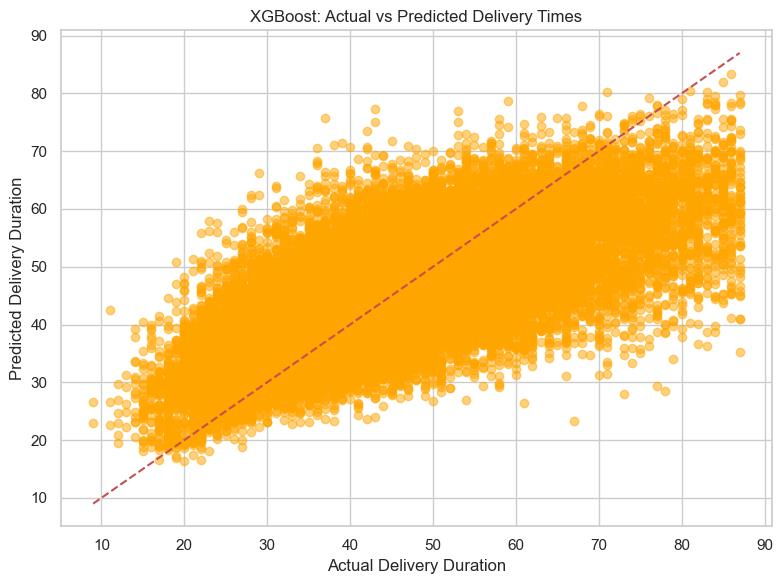 XGBoost: Actual vs Predicted Delivery Times
90
80
70
60
50
40
30
20
10
Predicted Delivery Duration
10 20 30 40 50 60 70 80 90
Actual Delivery Duration